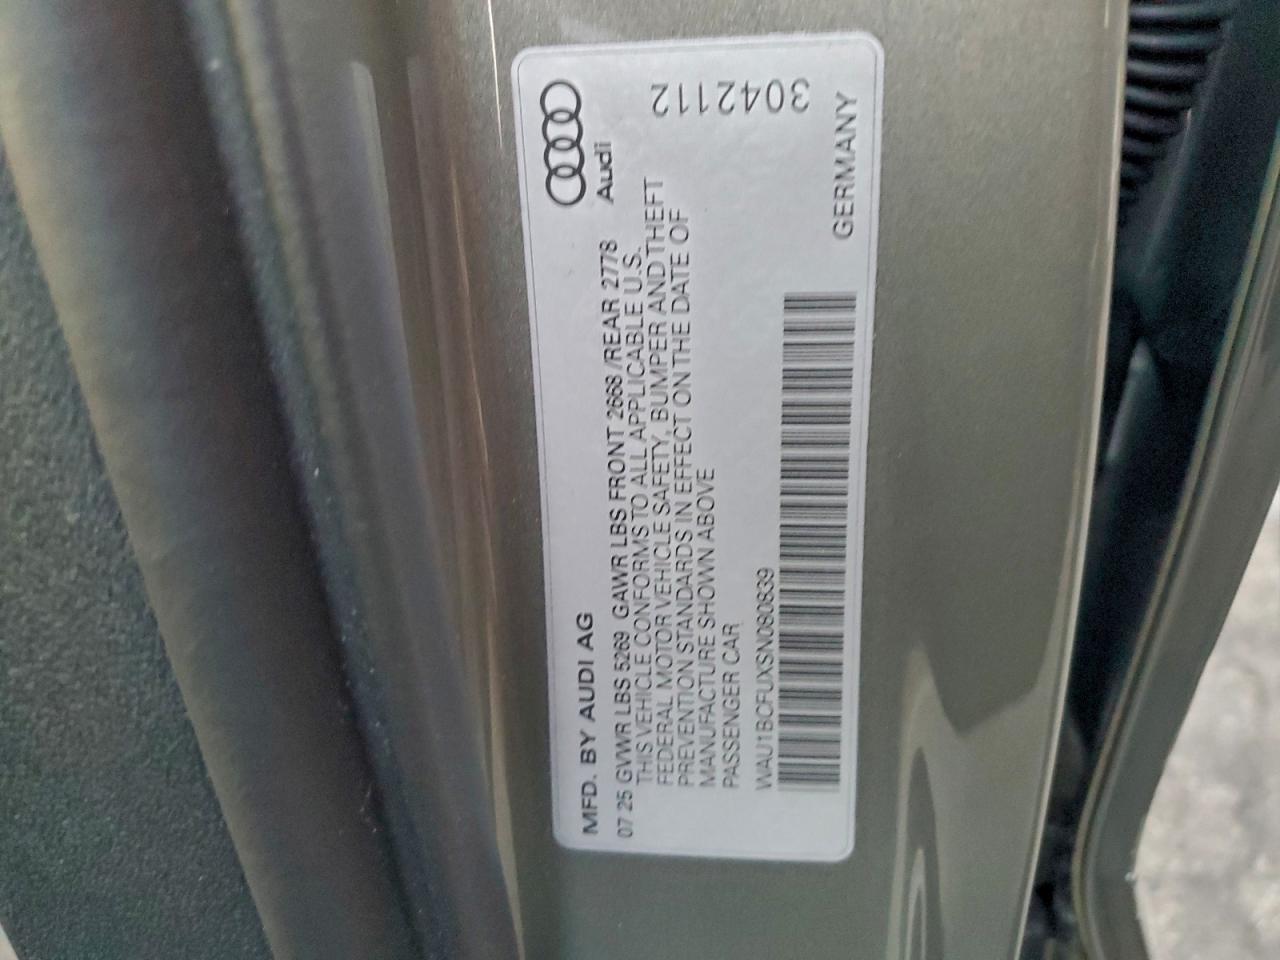 Audi
MFD. BY AUDI AG
07 25 GVWR LBS 5269 GAWR LBS FRONT 2668 /REAR 2778
THIS VEHICLE CONFORMS TO ALL APPLICABLE U.S.
FEDERAL MOTOR VEHICLE SAFETY, BUMPER AND THEFT
PREVENTION STANDARDS IN EFFECT ON THE DATE OF
MANUFACTURE SHOWN ABOVE
PASSENGER CAR
WAU1BCFUXSN080839
3042112
GERMANY